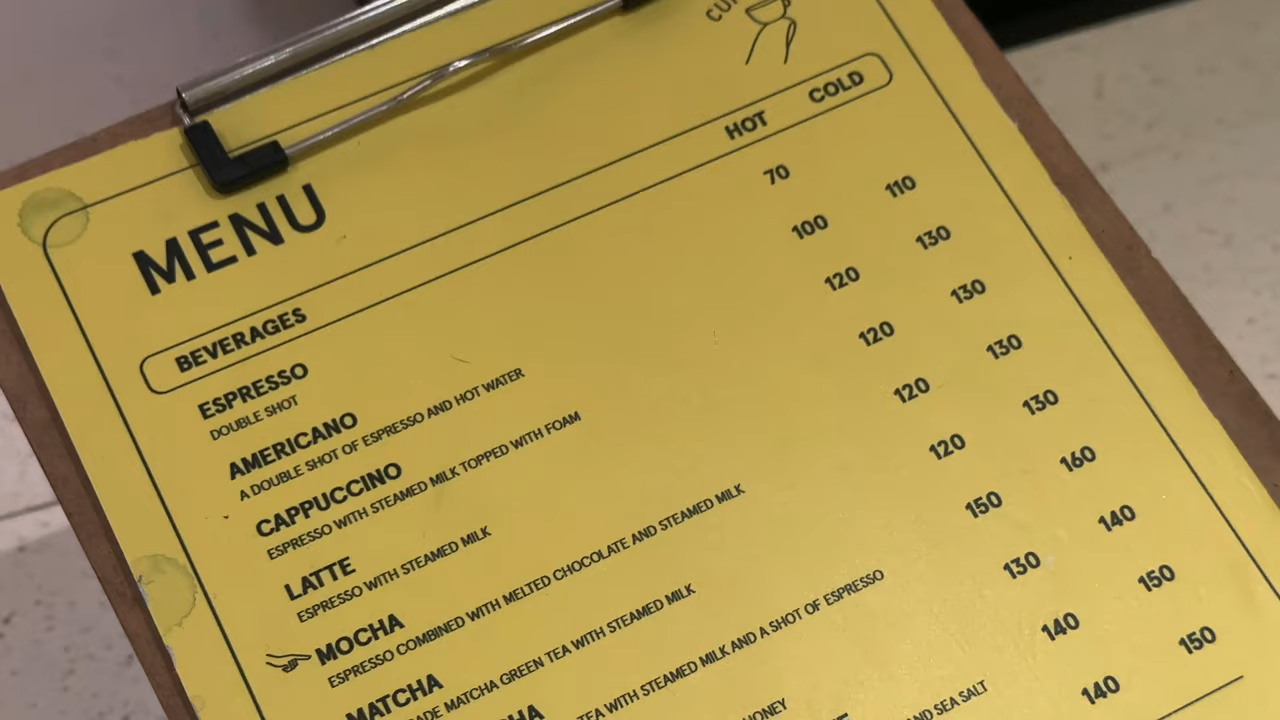 MENU
BEVERAGES HOT COLD
ESPRESSO 70
DOUBLE SHOT
AMERICANO 100 110
A DOUBLE SHOT OF ESPRESSO AND HOT WATER
CAPPUCCINO 120 130
ESPRESSO WITH STEAMED MILK TOPPED WITH FOAM
LATTE 120 130
ESPRESSO WITH STEAMED MILK
MOCHA 120 130
ESPRESSO COMBINED WITH MELTED CHOCOLATE AND STEAMED MILK
MATCHA 120 130
MATCHA GREEN TEA WITH STEAMED MILK
150 160
TEA WITH STEAMED MILK AND A SHOT OF ESPRESSO
130 140
HONEY
140 150
AND SEA SALT
140 150